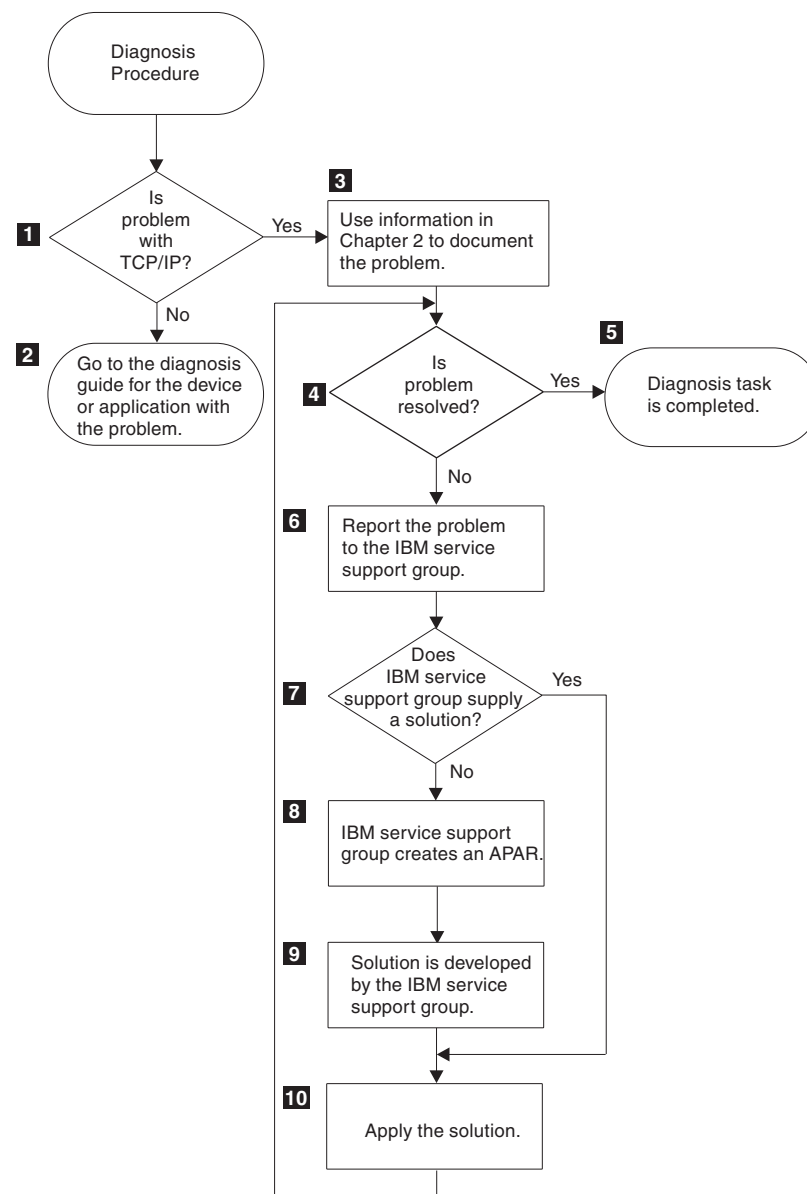 Diagnosis
Procedure
1
Is
problem
with
TCP/IP?
Yes
No
2
Go to the diagnosis
guide for the device
or application with
the problem.
3
Use information in
Chapter 2 to document
the problem.
4
Is
problem
resolved?
Yes
No
5
Diagnosis task
is completed.
6
Report the problem
to the IBM service
support group.
7
Does
IBM service
support group supply
a solution?
Yes
No
8
IBM service support
group creates an APAR.
9
Solution is developed
by the IBM service
support group.
10
Apply the solution.